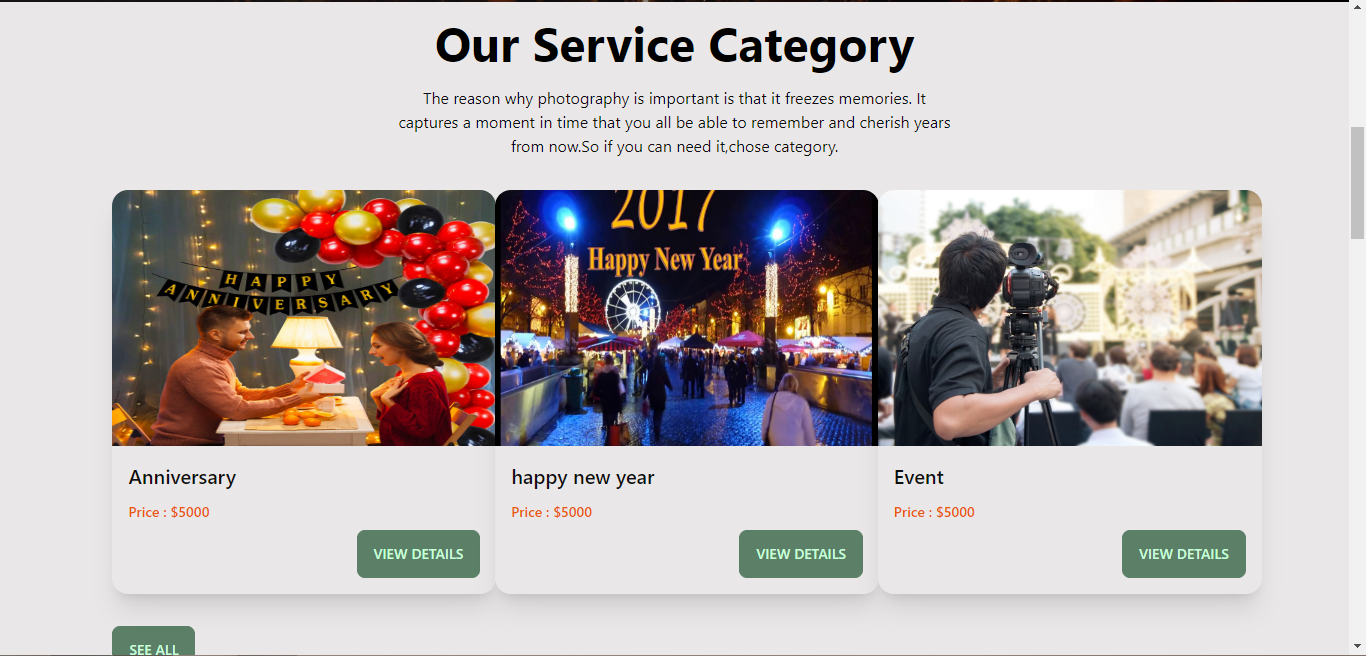 Our Service Category
The reason why photography is important is that it freezes memories. It
captures a moment in time that you all be able to remember and cherish years
from now.So if you can need it,chose category.
HAPPY
ANNIVERSARY
2017
Happy New Year
Anniversary
Price : $5000
VIEW DETAILS
happy new year
Price : $5000
VIEW DETAILS
Event
Price : $5000
VIEW DETAILS
SEE ALL